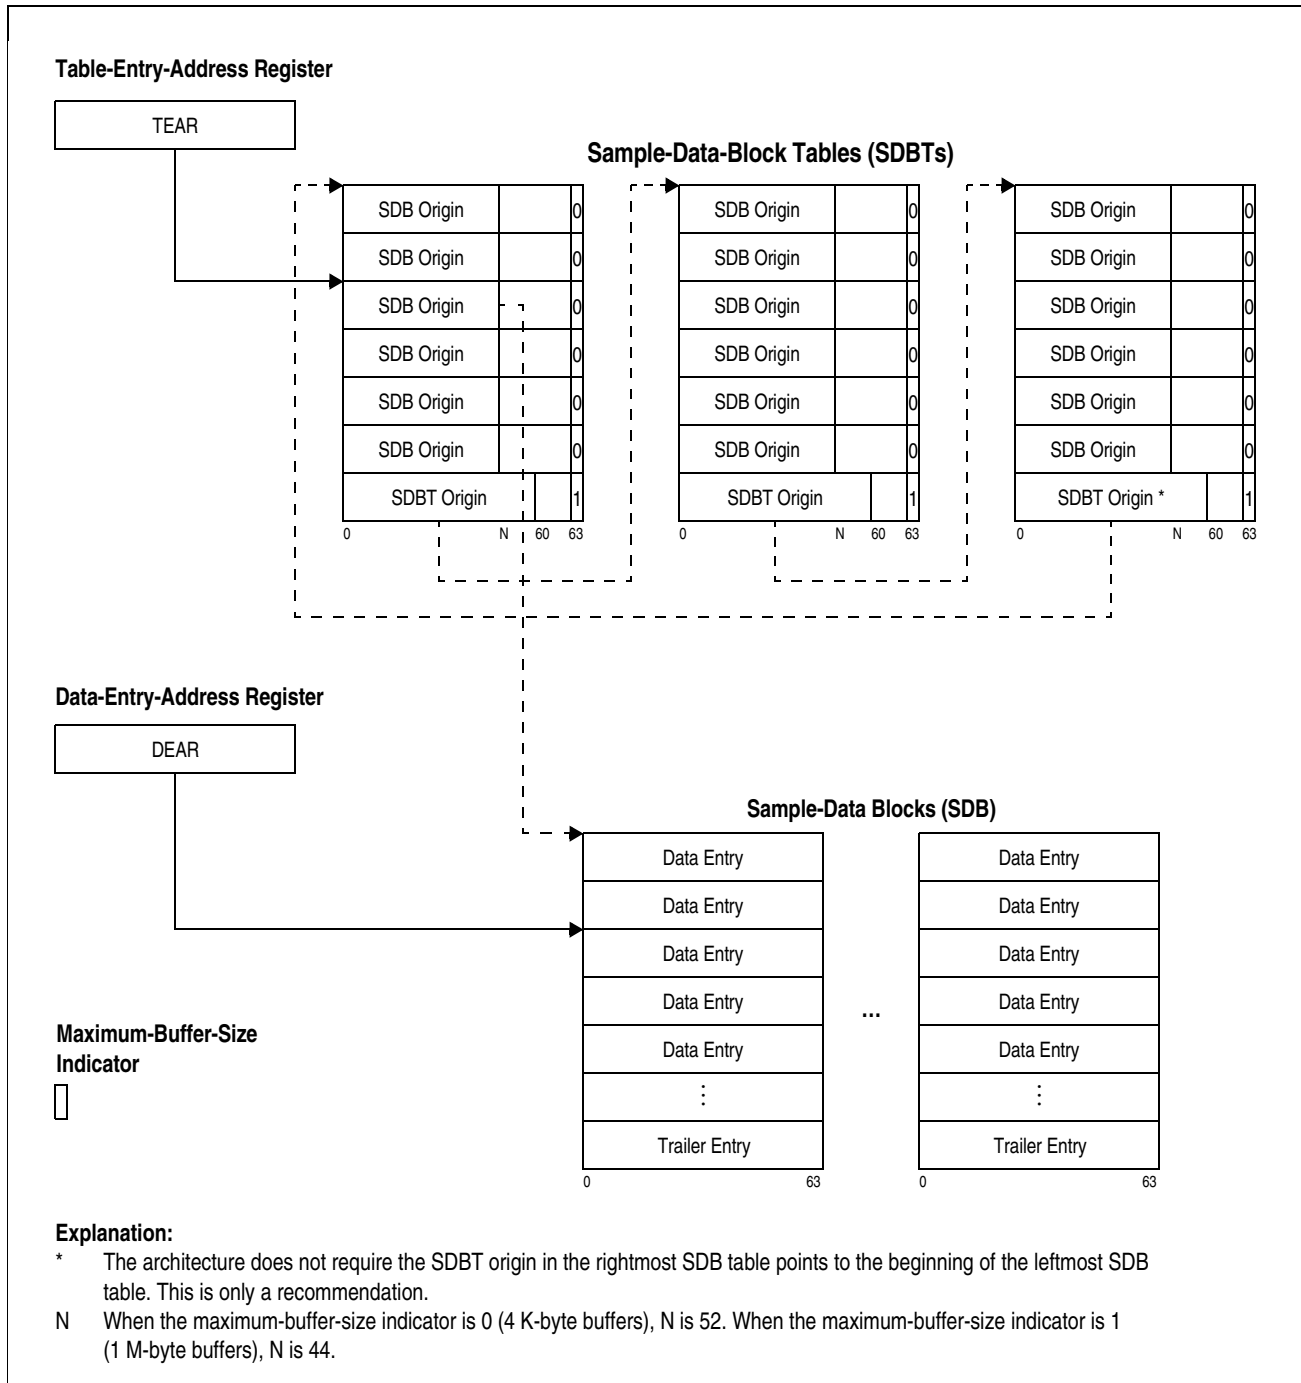 Table-Entry-Address Register
TEAR
Sample-Data-Block Tables (SDBTs)
SDB Origin 0 SDB Origin 0 SDB Origin 0
SDB Origin 0 SDB Origin 0 SDB Origin 0
SDB Origin 0 SDB Origin 0 SDB Origin 0
SDB Origin 0 SDB Origin 0 SDB Origin 0
SDB Origin 0 SDB Origin 0 SDB Origin 0
SDB Origin 0 SDB Origin 0 SDB Origin 0
SDBT Origin 1 SDBT Origin 1 SDBT Origin * 1
0 N 60 63 0 N 60 63 0 N 60 63
Data-Entry-Address Register
DEAR
Sample-Data Blocks (SDB)
Data Entry Data Entry
Data Entry Data Entry
Data Entry Data Entry
Data Entry ... Data Entry
Data Entry Data Entry
⋮ ⋮
Trailer Entry Trailer Entry
0 63 0 63
Maximum-Buffer-Size
Indicator
Explanation:
* The architecture does not require the SDBT origin in the rightmost SDB table points to the beginning of the leftmost SDB
table. This is only a recommendation.
N When the maximum-buffer-size indicator is 0 (4 K-byte buffers), N is 52. When the maximum-buffer-size indicator is 1
(1 M-byte buffers), N is 44.